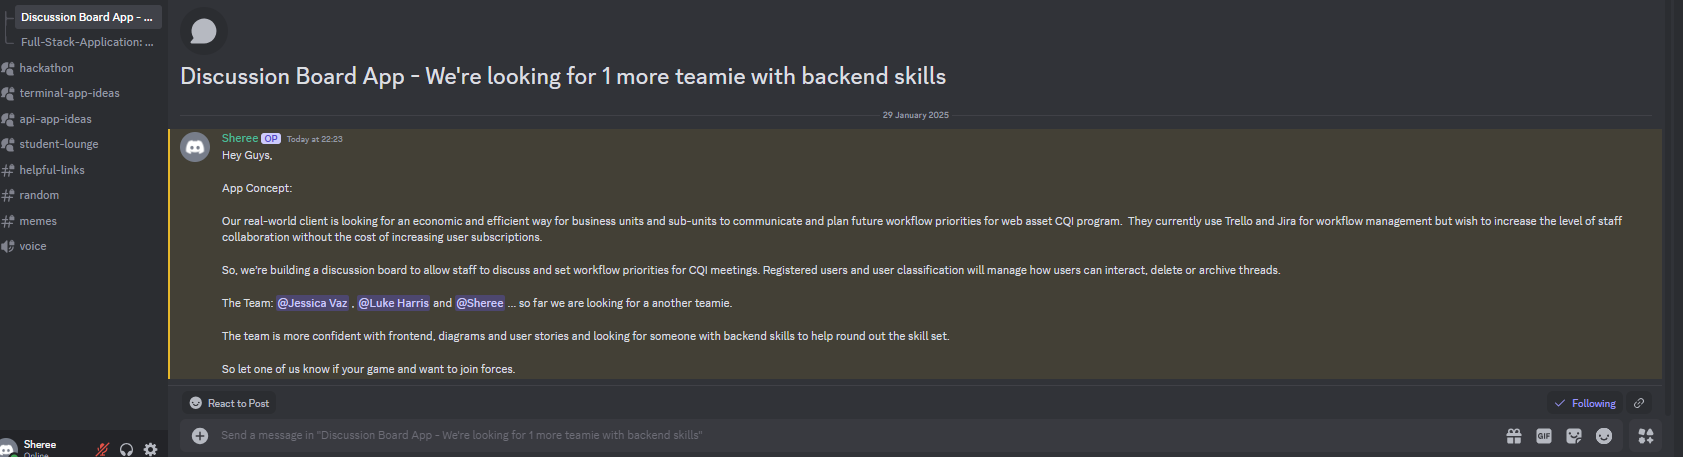 Discussion Board App - ...
Full-Stack-Application: ...
hackathon
terminal-app-ideas
api-app-ideas
student-lounge
helpful-links
random
memes
voice
Sheree
Online
Discussion Board App - We're looking for 1 more teamie with backend skills
29 January 2025
Sheree OP Today at 22:23
Hey Guys,
App Concept:
Our real-world client is looking for an economic and efficient way for business units and sub-units to communicate and plan future workflow priorities for web asset CQI program. They currently use Trello and Jira for workflow management but wish to increase the level of staff
collaboration without the cost of increasing user subscriptions.
So, we're building a discussion board to allow staff to discuss and set workflow priorities for CQI meetings. Registered users and user classification will manage how users can interact, delete or archive threads.
The Team: @Jessica Vaz , @Luke Harris and @Sheree ... so far we are looking for a another teamie.
The team is more confident with frontend, diagrams and user stories and looking for someone with backend skills to help round out the skill set.
So let one of us know if your game and want to join forces.
React to Post
Following
Send a message in "Discussion Board App - We're looking for 1 more teamie with backend skills"
GIF